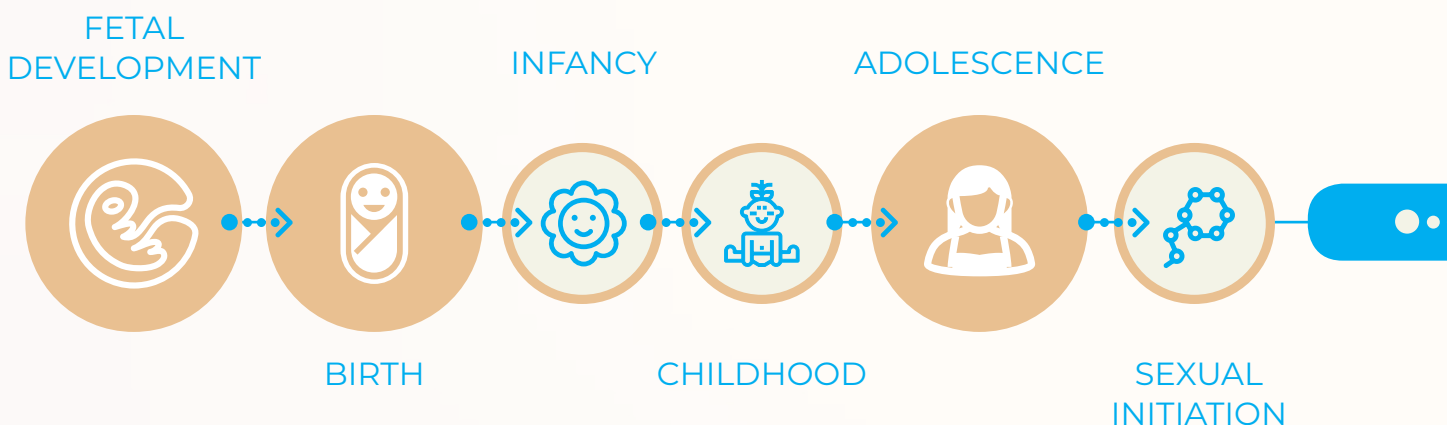 FETAL
DEVELOPMENT
BIRTH
INFANCY
CHILDHOOD
ADOLESCENCE
SEXUAL
INITIATION